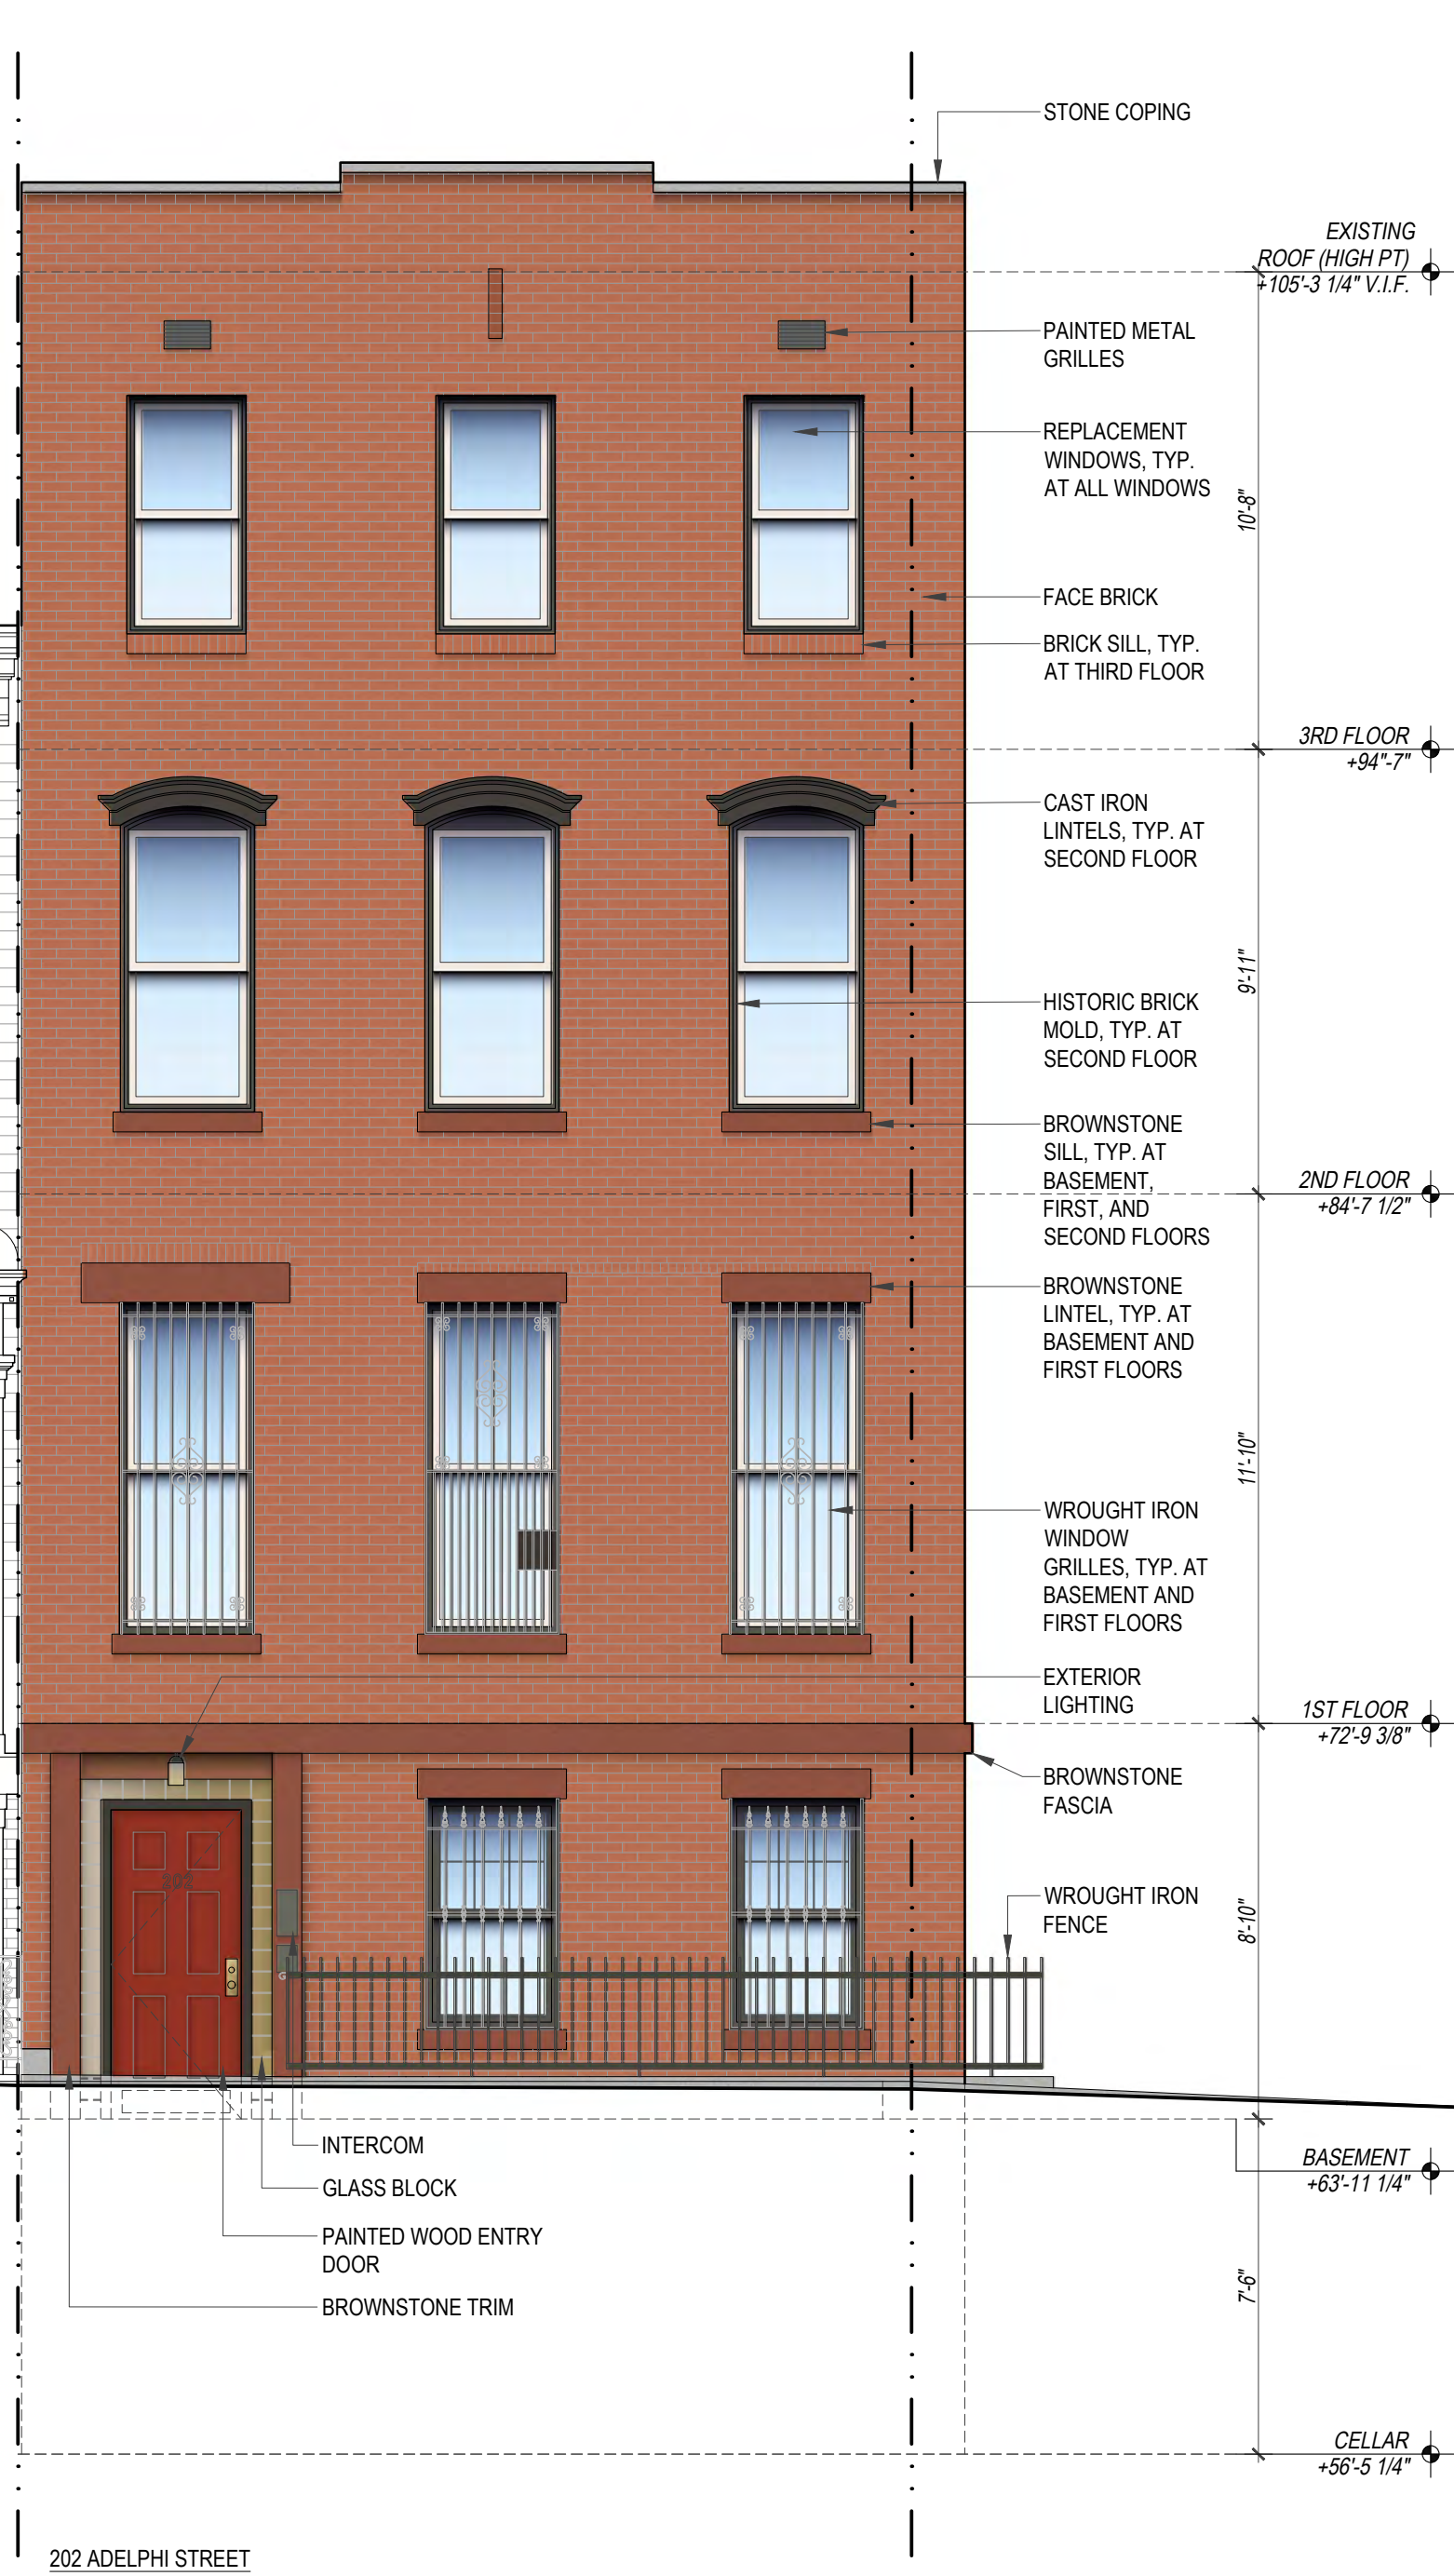 STONE COPING
EXISTING
ROOF (HIGH PT)
+105'-3 1/4" V.I.F.
PAINTED METAL
GRILLES
REPLACEMENT
WINDOWS, TYP.
AT ALL WINDOWS
10'-8"
FACE BRICK
BRICK SILL, TYP.
AT THIRD FLOOR
3RD FLOOR
+94"-7"
CAST IRON
LINTELS, TYP. AT
SECOND FLOOR
9'-11"
HISTORIC BRICK
MOLD, TYP. AT
SECOND FLOOR
BROWNSTONE
SILL, TYP. AT
BASEMENT,
FIRST, AND
SECOND FLOORS
2ND FLOOR
+84'-7 1/2"
BROWNSTONE
LINTEL, TYP. AT
BASEMENT AND
FIRST FLOORS
11'-10"
WROUGHT IRON
WINDOW
GRILLES, TYP. AT
BASEMENT AND
FIRST FLOORS
EXTERIOR
LIGHTING
1ST FLOOR
+72'-9 3/8"
BROWNSTONE
FASCIA
202
WROUGHT IRON
FENCE
8'-10"
G
INTERCOM
GLASS BLOCK
PAINTED WOOD ENTRY
DOOR
BROWNSTONE TRIM
BASEMENT
+63'-11 1/4"
7'-6"
CELLAR
+56'-5 1/4"
202 ADELPHI STREET